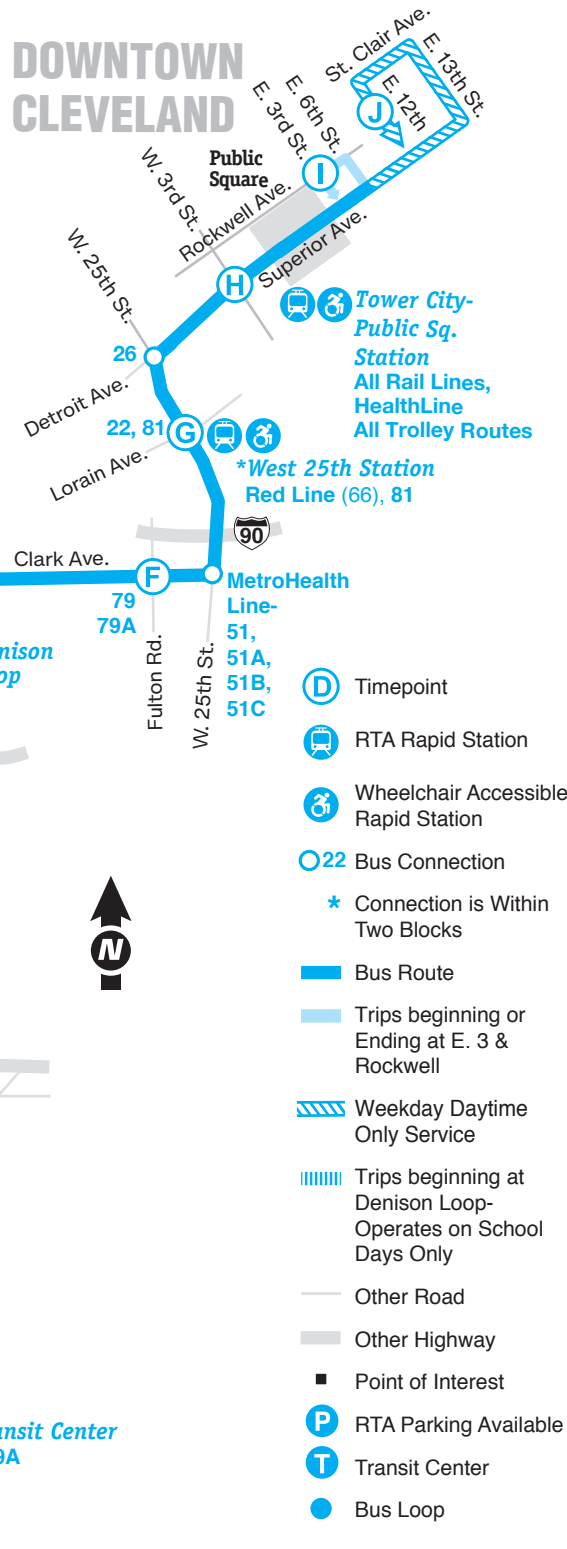 DOWNTOWN
CLEVELAND
St. Clair Ave.
E. 13th St.
E. 12th
J
E. 6th St.
E. 3rd St.
I
Public
Square
W. 3rd St.
Rockwell Ave.
Superior Ave.
H
W. 25th St.
Tower City-
Public Sq.
Station
All Rail Lines,
HealthLine
All Trolley Routes
26
Detroit Ave.
22, 81
G
Lorain Ave.
*West 25th Station
Red Line (66), 81
90
Clark Ave.
F
79
79A
MetroHealth
Line-
51,
51A,
51B,
51C
Fulton Rd.
W. 25th St.
nison
op
D Timepoint
RTA Rapid Station
Wheelchair Accessible
Rapid Station
22 Bus Connection
* Connection is Within
Two Blocks
N
Bus Route
Trips beginning or
Ending at E. 3 &
Rockwell
Weekday Daytime
Only Service
Trips beginning at
Denison Loop-
Operates on School
Days Only
Other Road
Other Highway
Point of Interest
P RTA Parking Available
T Transit Center
Bus Loop
ansit Center
9A